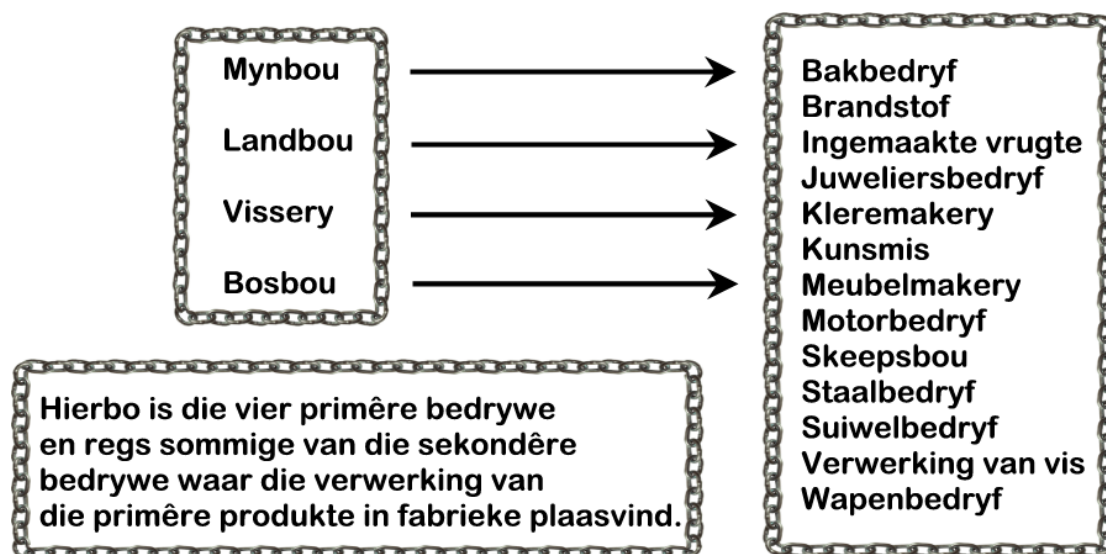 Mynbou
Landbou
Vissery
Bosbou
Bakbedryf
Brandstof
Ingemaakte vrugte
Juweliersbedryf
Kleremakery
Kunsmis
Meubelmakery
Motorbedryf
Skeepsbou
Staalbedryf
Suiwelbedryf
Verwerking van vis
Wapenbedryf
Hierbo is die vier primêre bedrywe
en regs sommige van die sekondêre
bedrywe waar die verwerking van
die primêre produkte in fabrieke plaasvind.